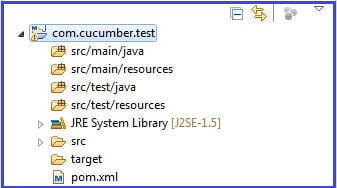 com.cucumber.test
src/main/java
src/main/resources
src/test/java
src/test/resources
JRE System Library [J2SE-1.5]
src
target
pom.xml